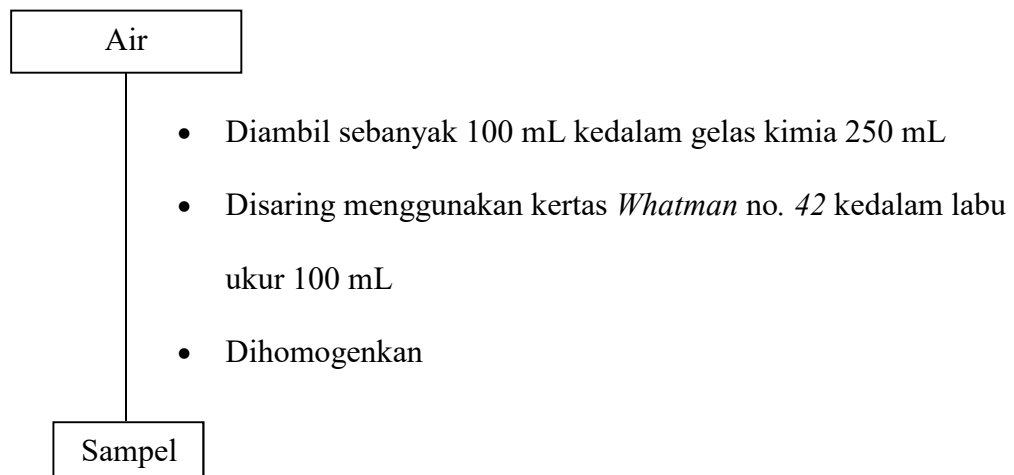 Air
• Diambil sebanyak 100 mL kedalam gelas kimia 250 mL
• Disaring menggunakan kertas Whatman no. 42 kedalam labu
ukur 100 mL
• Dihomogenkan
Sampel